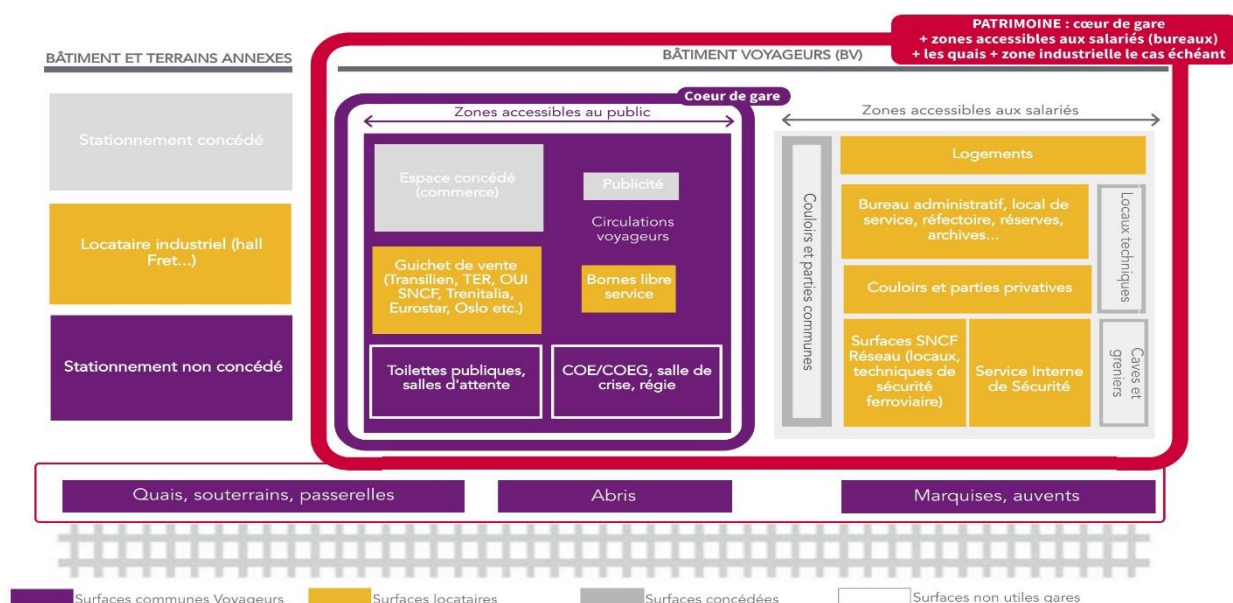 PATRIMOINE : cœur de gare
+ zones accessibles aux salariés (bureaux)
+ les quais + zone industrielle le cas échéant
BÂTIMENT ET TERRAINS ANNEXES
BÂTIMENT VOYAGEURS (BV)
Coeur de gare
Zones accessibles au public
Zones accessibles aux salariés
Stationnement concédé
Locataire industriel (hall
Fret...)
Stationnement non concédé
Espace concédé
(commerce)
Publicité
Circulations
voyageurs
Guichet de vente
(Transilien, TER, OUI
SNCF, Trenitalia,
Eurostar, Oslo etc.)
Bornes libre
service
Toilettes publiques,
salles d'attente
COE/COEG, salle de
crise, régie
Couloirs et parties communes
Logements
Bureau administratif, local de
service, réfectoire, réserves,
archives...
Couloirs et parties privatives
Locaux techniques
Surfaces SNCF
Réseau (locaux,
techniques de
sécurité
ferroviaire)
Service Interne
de Sécurité
Caves et
greniers
Quais, souterrains, passerelles
Abris
Marquises, auvents
Surfaces communes Voyageurs
Surfaces locataires
Surfaces concédées
Surfaces non utiles gares